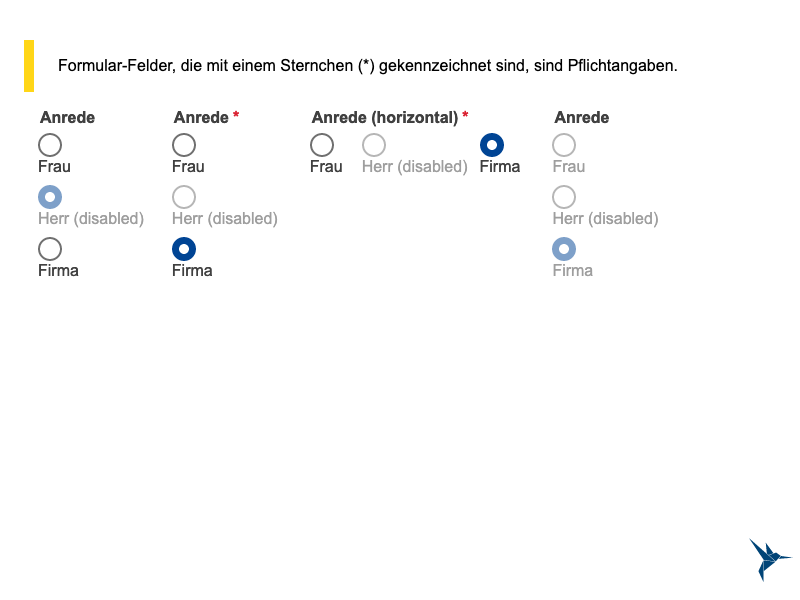 Formular-Felder, die mit einem Sternchen (*) gekennzeichnet sind, sind Pflichtangaben.
Anrede
Frau
Herr (disabled)
Firma
Anrede *
Frau
Herr (disabled)
Firma
Anrede (horizontal) *
Frau Herr (disabled) Firma
Anrede
Frau
Herr (disabled)
Firma